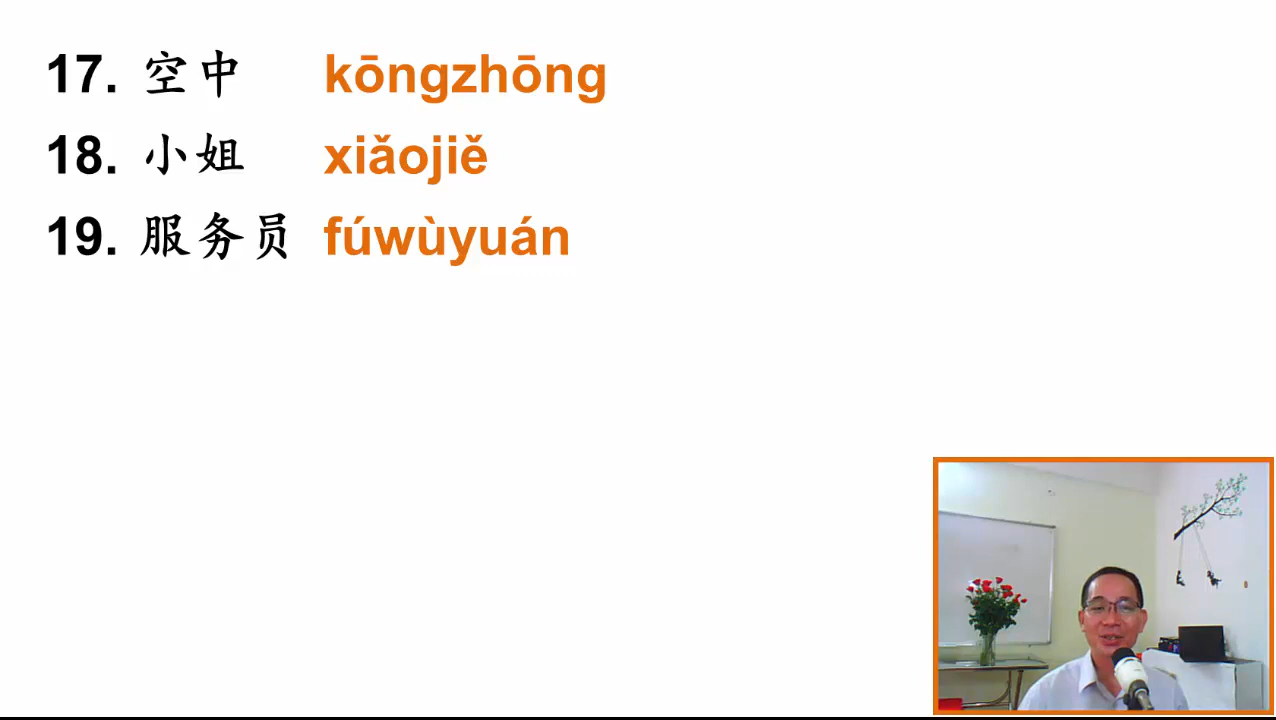 17. 空中 kōngzhōng
18. 小姐 xiǎojiě
19. 服务员 fúwùyuán